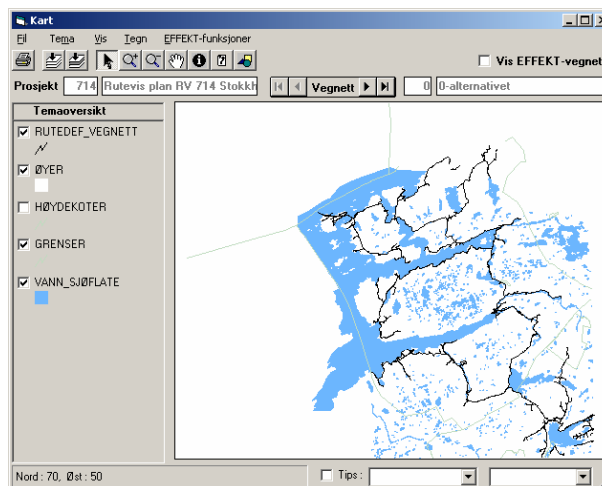 Kart
Fil Tema Vis Tegn EFFEKT-funksjoner
Vis EFFEKT-vegnett
Prosjekt 714 Rutevis plan RV 714 Stokkh Vegnett 0 0-alternativet
Temaoversikt
RUTEDEF_VEGNETT
ØYER
HØYDEKOTER
GRENSER
VANN_SJØFLATE
Nord : 70, Øst : 50 Tips :